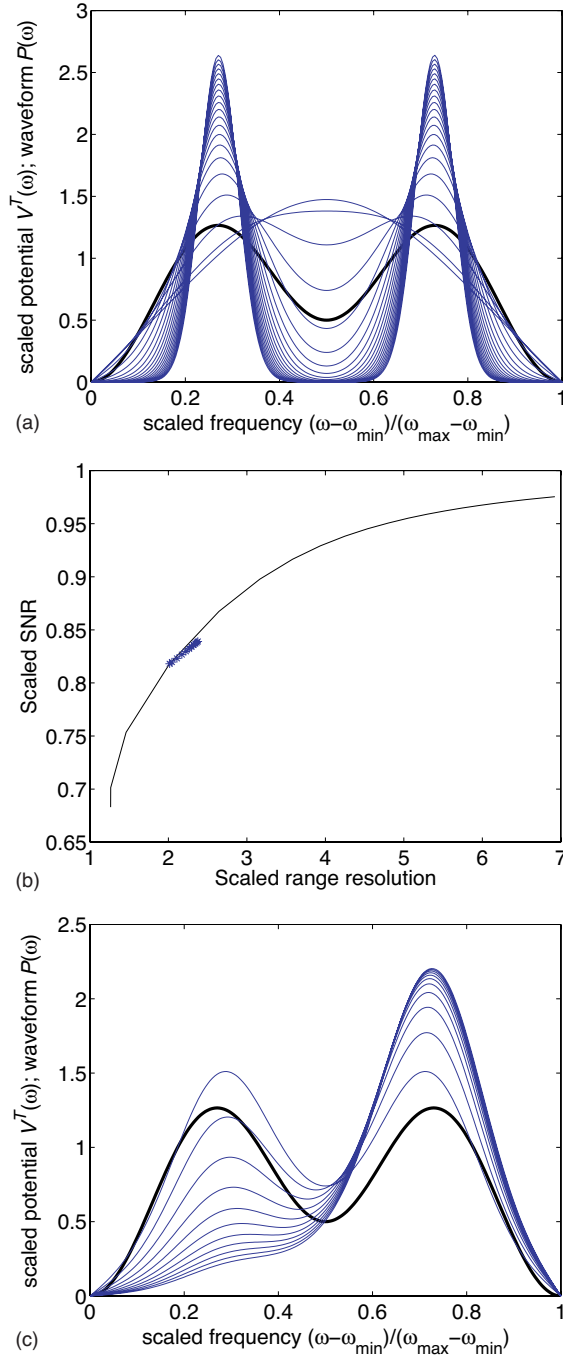 3
2.5
2
1.5
1
0.5
0
0 0.2 0.4 0.6 0.8 1
scaled potential V^T(ω); waveform P(ω)
scaled frequency (ω−ω_min)/(ω_max−ω_min)
(a)
1
0.95
0.9
0.85
0.8
0.75
0.7
0.65
1 2 3 4 5 6 7
Scaled SNR
Scaled range resolution
(b)
2.5
2
1.5
1
0.5
0
0 0.2 0.4 0.6 0.8 1
scaled potential V^T(ω); waveform P(ω)
scaled frequency (ω−ω_min)/(ω_max−ω_min)
(c)